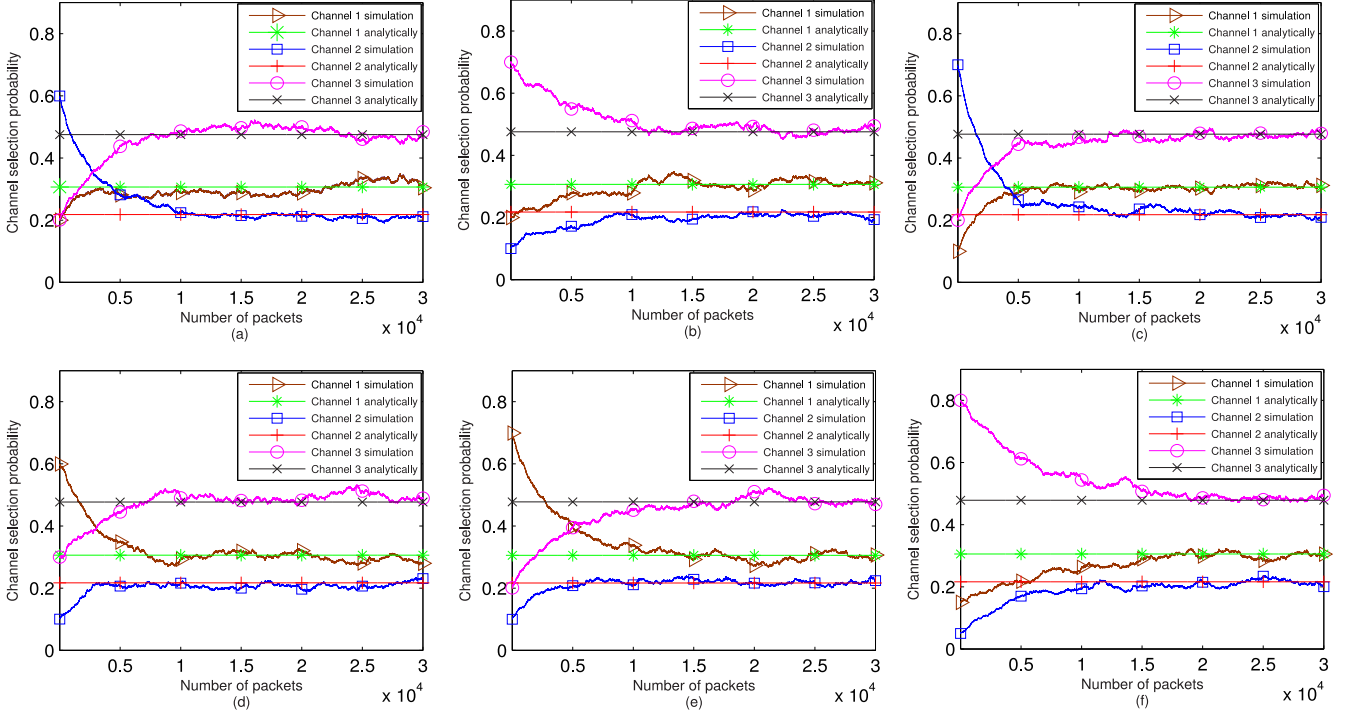 Channel selection probability
0.8
0.6
0.4
0.2
0
Channel 1 simulation
Channel 1 analytically
Channel 2 simulation
Channel 2 analytically
Channel 3 simulation
Channel 3 analytically
0.5 1 1.5 2 2.5 3
Number of packets
x 10^4
(a)
Channel selection probability
0.8
0.6
0.4
0.2
0
Channel 1 simulation
Channel 1 analytically
Channel 2 simulation
Channel 2 analytically
Channel 3 simulation
Channel 3 analytically
0.5 1 1.5 2 2.5 3
Number of packets
x 10^4
(b)
Channel selection probability
0.8
0.6
0.4
0.2
0
Channel 1 simulation
Channel 1 analytically
Channel 2 simulation
Channel 2 analytically
Channel 3 simulation
Channel 3 analytically
0.5 1 1.5 2 2.5 3
Number of packets
x 10^4
(c)
Channel selection probability
0.8
0.6
0.4
0.2
0
Channel 1 simulation
Channel 1 analytically
Channel 2 simulation
Channel 2 analytically
Channel 3 simulation
Channel 3 analytically
0.5 1 1.5 2 2.5 3
Number of packets
x 10^4
(d)
Channel selection probability
0.8
0.6
0.4
0.2
0
Channel 1 simulation
Channel 1 analytically
Channel 2 simulation
Channel 2 analytically
Channel 3 simulation
Channel 3 analytically
0.5 1 1.5 2 2.5 3
Number of packets
x 10^4
(e)
Channel selection probability
0.8
0.6
0.4
0.2
0
Channel 1 simulation
Channel 1 analytically
Channel 2 simulation
Channel 2 analytically
Channel 3 simulation
Channel 3 analytically
0.5 1 1.5 2 2.5 3
Number of packets
x 10^4
(f)